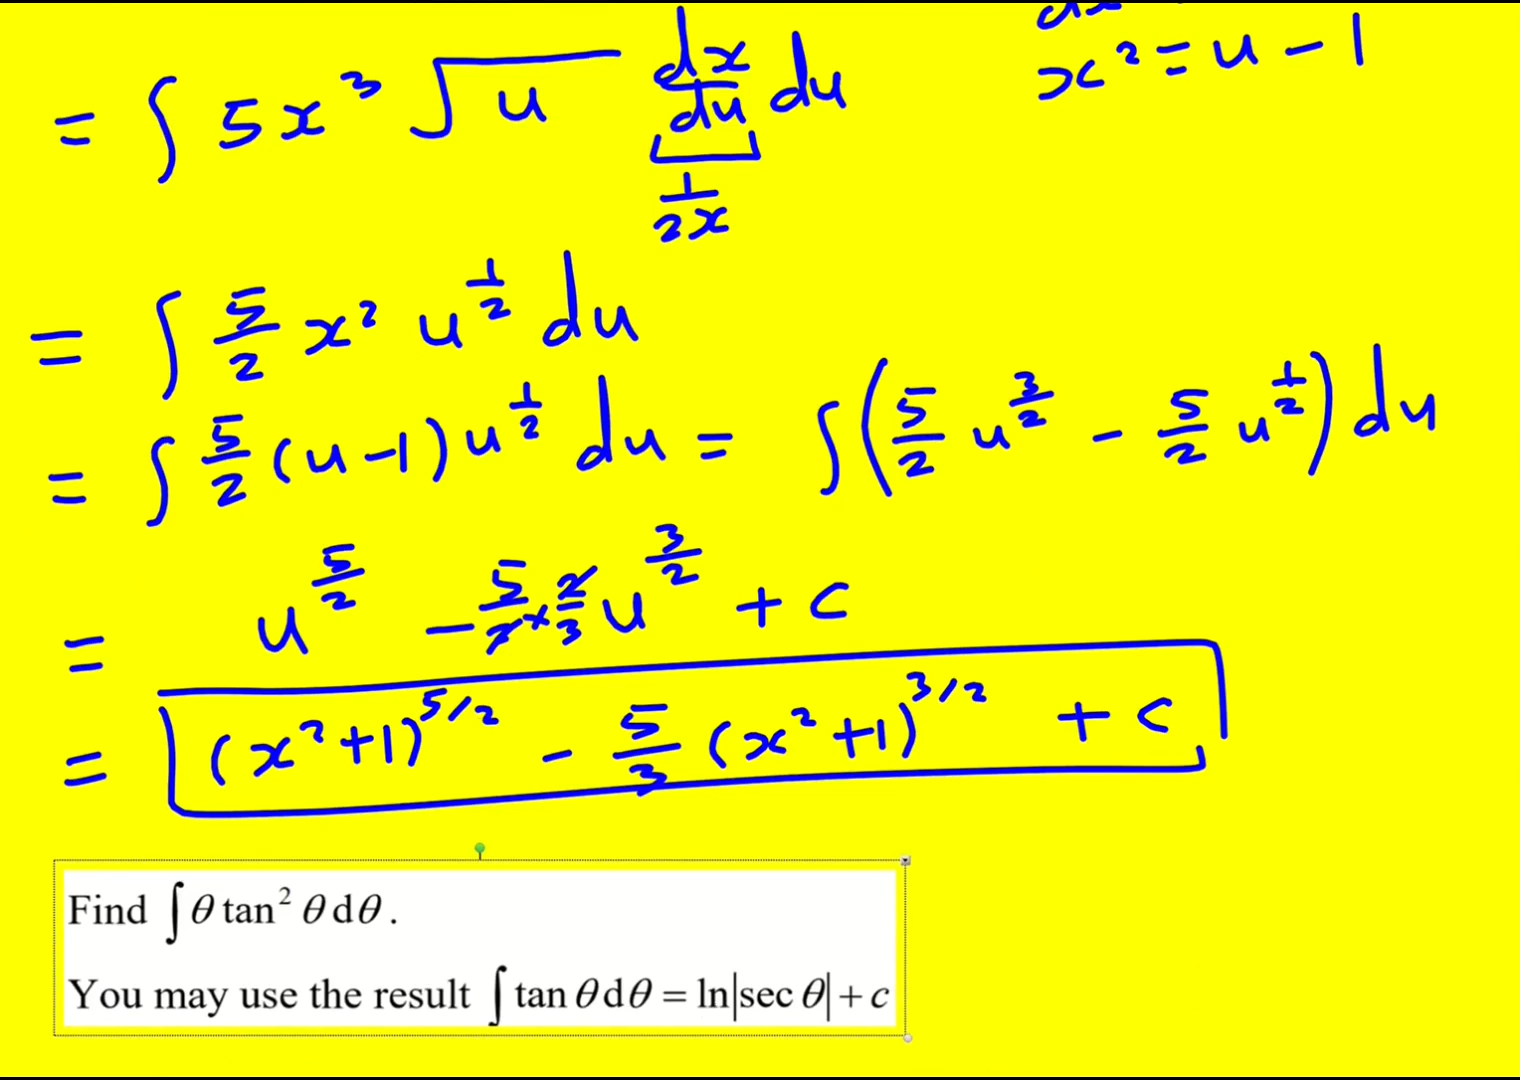 = ∫ 5x³ √u dx/du du
1/2x
x² = u - 1
= ∫ 5/2 x² u^(1/2) du
= ∫ 5/2 (u-1) u^(1/2) du = ∫ (5/2 u^(3/2) - 5/2 u^(1/2)) du
= u^(5/2) - 5/2 × 2/3 u^(3/2) + c
= (x²+1)^(5/2) - 5/3 (x²+1)^(3/2) + c
Find ∫ θ tan² θ dθ.
You may use the result ∫ tan θ dθ = ln|sec θ| + c